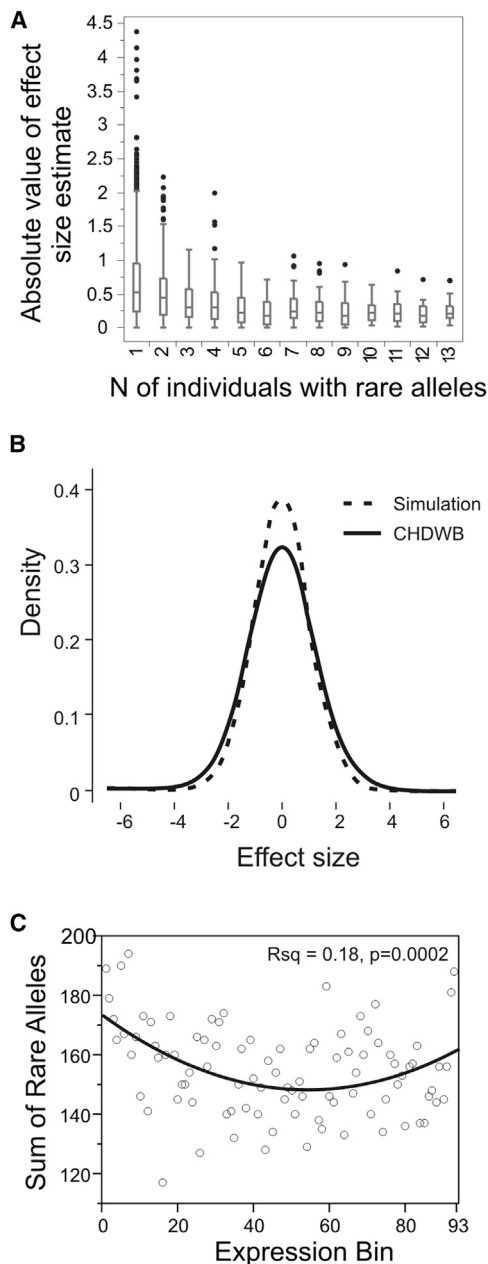 A
Absolute value of effect
size estimate
4.5
4
3.5
3
2.5
2
1.5
1
0.5
0
1 2 3 4 5 6 7 8 9 10 11 12 13
N of individuals with rare alleles
B
Density
0.4
0.3
0.2
0.1
0
Simulation
CHDWB
-6 -4 -2 0 2 4 6
Effect size
C
Sum of Rare Alleles
200
180
160
140
120
Rsq = 0.18, p=0.0002
0 20 40 60 80 93
Expression Bin